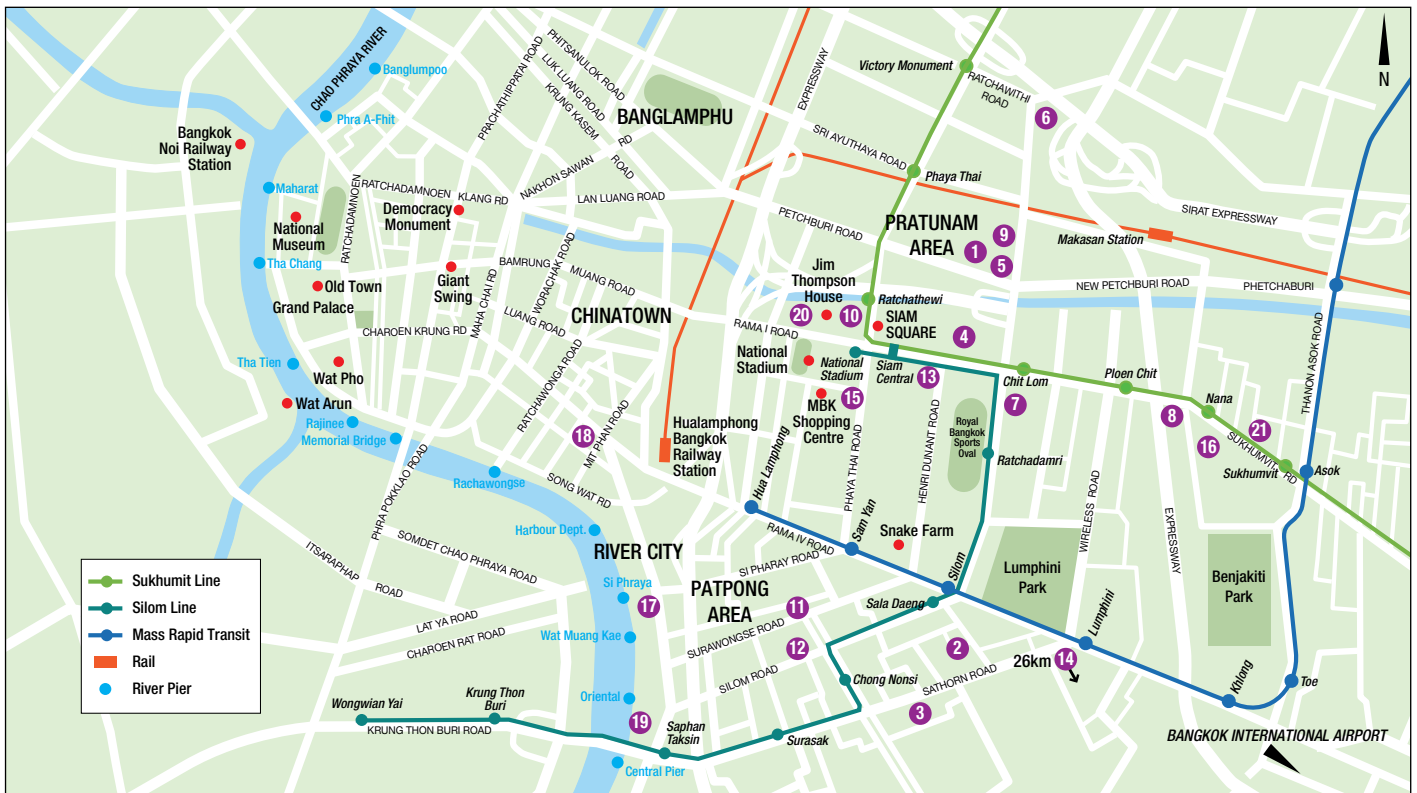 CHAO PHRAYA RIVER
Banglumpoo
Phra A-Fhit
Bangkok
Noi Railway
Station
Maharat
National
Museum
Tha Chang
Old Town
Grand Palace
Tha Tien
Wat Pho
Wat Arun
Rajinee
Memorial Bridge
Rachawongse
Harbour Dept.
RATCHADAMNOEN
RATCHADAMNOEN KLANG RD
Democracy
Monument
Giant
Swing
BAMRUNG MUANG ROAD
CHAROEN KRUNG RD
MAHA CHAI RD
WORACHAK ROAD
LUANG ROAD
RATCHAWONGA ROAD
MIT PHAN ROAD
SONG WAT RD
PRACHATHIPPATAI ROAD
PHITSANULOK ROAD
LUK LUANG ROAD
KRUNG KASEM ROAD
NAKHON SAWAN RD
LAN LUANG ROAD
BANGLAMPHU
CHINATOWN
EXPRESSWAY
SRI AYUTHAYA ROAD
PETCHBURI ROAD
RAMA I ROAD
Victory Monument
RATCHAWITHI
ROAD
6
Phaya Thai
PRATUNAM
AREA
9
1
5
Makasan Station
SIRAT EXPRESSWAY
NEW PETCHBURI ROAD
PHETCHABURI
THANON ASOK ROAD
N
Jim
Thompson
House
20
10
Ratchathewi
SIAM
SQUARE
4
National
Stadium
National
Stadium
Siam
Central
13
MBK
Shopping
Centre
15
Chit Lom
7
Ploen Chit
8
Nana
16
21
SUKHUMVIT RD
Sukhumvit
Asok
18
Hualamphong
Bangkok
Railway
Station
Hua Lamphong
PHAYA THAI ROAD
HENRI DUNANT ROAD
Royal
Bangkok
Sports
Oval
Ratchadamri
WIRELESS ROAD
EXPRESSWAY
RAMA IV ROAD
Sam Yan
Snake Farm
Silom
Lumphini
Park
Benjakiti
Park
Lumphini
26km
14
Khlong
Toe
BANGKOK INTERNATIONAL AIRPORT
PHRA POKKLAO ROAD
ITSARAPHAP ROAD
SOMDET CHAO PHRAYA ROAD
LAT YA ROAD
CHAROEN RAT ROAD
RIVER CITY
Si Phraya
17
Wat Muang Kae
Oriental
19
Central Pier
PATPONG
AREA
SI PHARAY ROAD
SURAWONGSE ROAD
11
12
SILOM ROAD
Sala Daeng
2
Chong Nonsi
SATHORN ROAD
3
Surasak
Saphan
Taksin
Krung Thon
Buri
Wongwian Yai
KRUNG THON BURI ROAD
Sukhumit Line
Silom Line
Mass Rapid Transit
Rail
River Pier